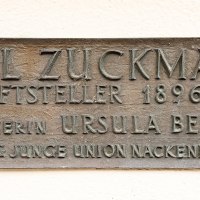 L ZUCKMA
FTSTELLER 1896
ERIN URSULA BE
E JUNGE UNION NACKEN